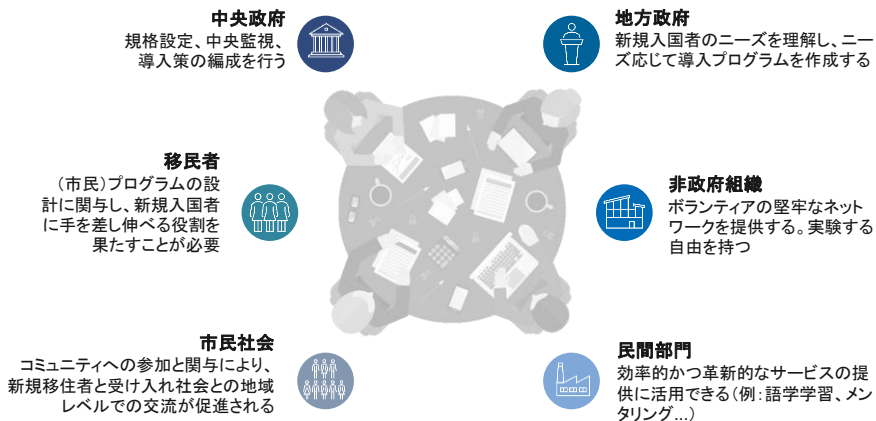 中央政府
規格設定、中央監視、
導入策の編成を行う
地方政府
新規入国者のニーズを理解し、ニー
ズ応じて導入プログラムを作成する
移民者
(市民)プログラムの設
計に関与し、新規入国者
に手を差し伸べる役割を
果たすことが必要
非政府組織
ボランティアの堅牢なネット
ワークを提供する。実験する
自由を持つ
市民社会
コミュニティへの参加と関与により、
新規移住者と受け入れ社会との地域
レベルでの交流が促進される
民間部門
効率的かつ革新的なサービスの提
供に活用できる(例:語学学習、メン
タリング...)